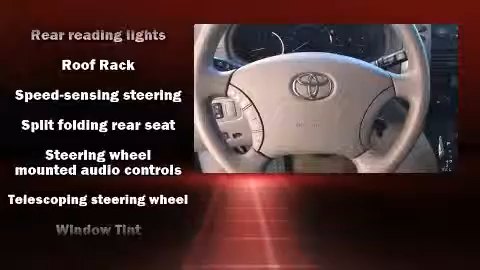 Rear reading lights
Roof Rack
Speed-sensing steering
Split folding rear seat
Steering wheel
mounted audio controls
Telescoping steering wheel
Window Tint